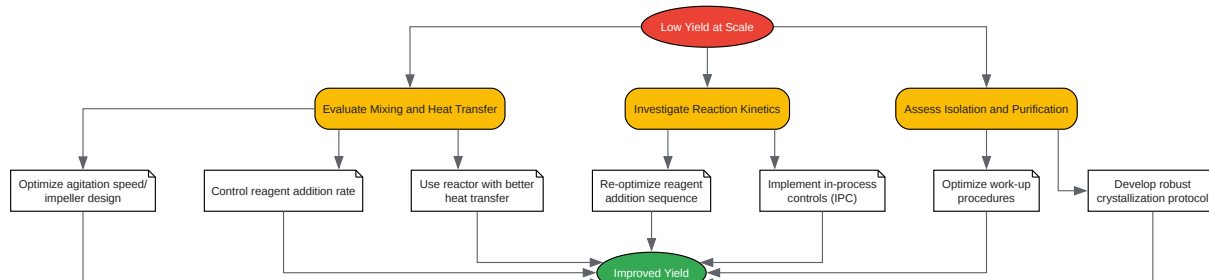 Low Yield at Scale
Evaluate Mixing and Heat Transfer
Investigate Reaction Kinetics
Assess Isolation and Purification
Optimize agitation speed/
impeller design
Control reagent addition rate
Use reactor with better
heat transfer
Re-optimize reagent
addition sequence
Implement in-process
controls (IPC)
Optimize work-up
procedures
Develop robust
crystallization protocol
Improved Yield